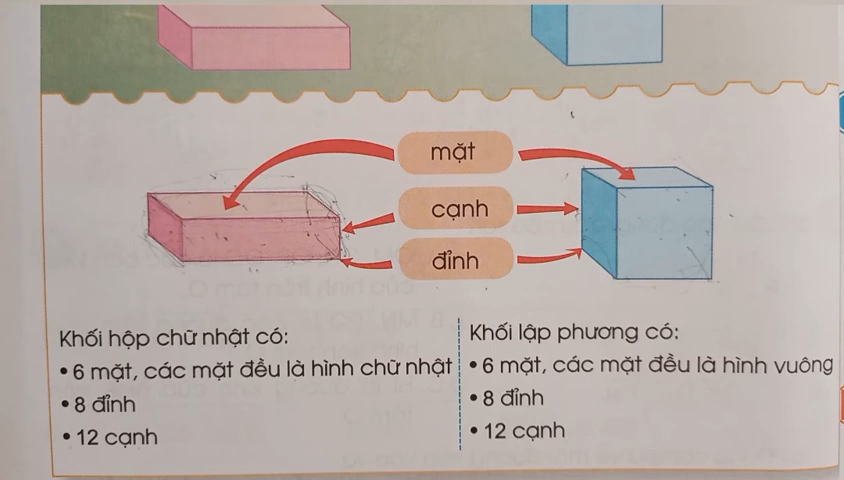 mặt
cạnh
đỉnh
Khối hộp chữ nhật có:
• 6 mặt, các mặt đều là hình chữ nhật
• 8 đỉnh
• 12 cạnh
Khối lập phương có:
• 6 mặt, các mặt đều là hình vuông
• 8 đỉnh
• 12 cạnh